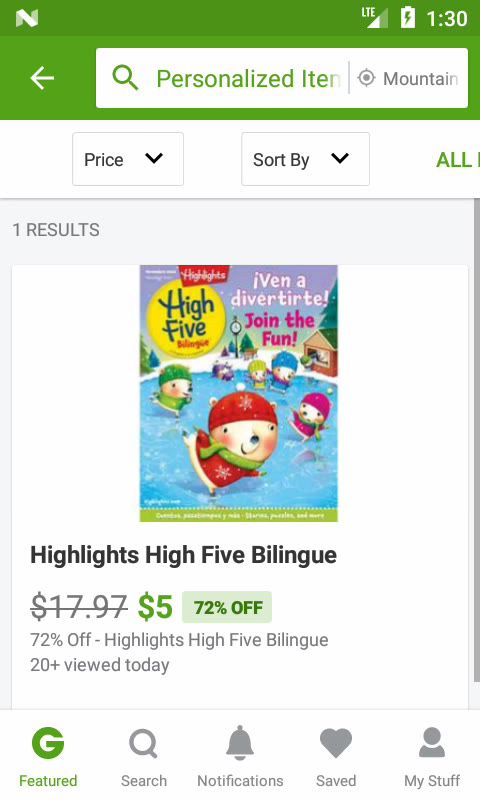 LTE 1:30
Personalized Iten
Mountain
Price
Sort By
ALL
1 RESULTS
Highlights
High
Five
Bilingüe
¡Ven a
divertirte!
Join the
Fun!
Highlights.com
Cuentos, pasatiempos y más • Stories, puzzles, and more
Highlights High Five Bilingue
$17.97 $5 72% OFF
72% Off - Highlights High Five Bilingue
20+ viewed today
G
Featured
Search
Notifications
Saved
My Stuff